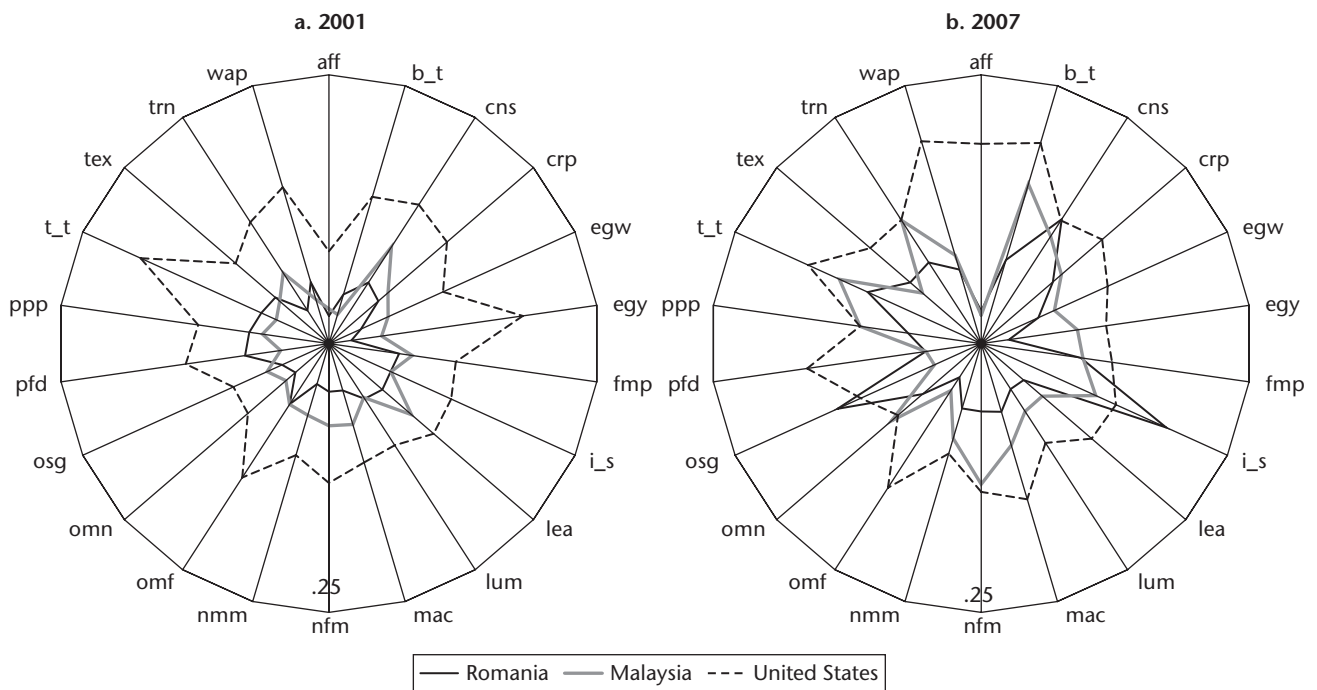 a. 2001
aff
b_t
cns
crp
egw
egy
fmp
i_s
lea
lum
mac
nfm
nmm
omf
omn
osg
pfd
ppp
t_t
tex
trn
wap
.25
b. 2007
aff
b_t
cns
crp
egw
egy
fmp
i_s
lea
lum
mac
nfm
nmm
omf
omn
osg
pfd
ppp
t_t
tex
trn
wap
.25
Romania Malaysia United States